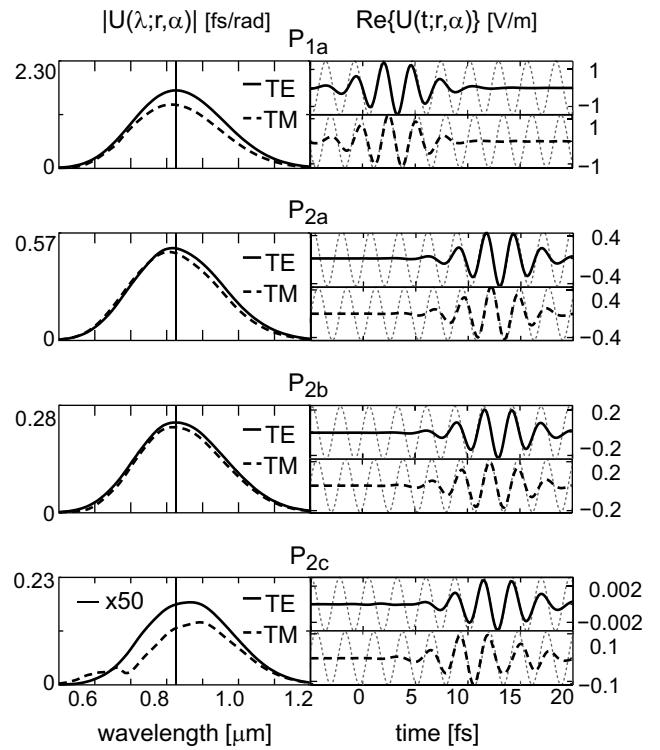 |U(λ;r,α)| [fs/rad] Re{U(t;r,α)} [V/m]
P1a
2.30
0
TE
TM
1
−1
1
−1
P2a
0.57
0
TE
TM
0.4
−0.4
0.4
−0.4
P2b
0.28
0
TE
TM
0.2
−0.2
0.2
−0.2
P2c
0.23
0
x50
TE
TM
0.002
−0.002
0.1
−0.1
0.6 0.8 1.0 1.2 0 5 10 15 20
wavelength [µm] time [fs]